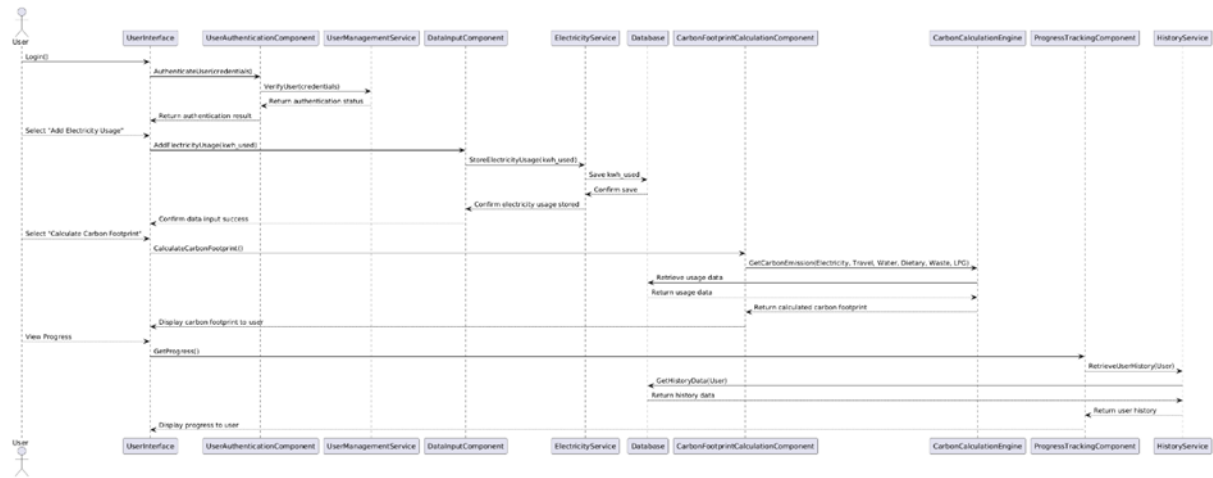 User
UserInterface
UserAuthenticationComponent
UserManagementService
DataInputComponent
ElectricityService
Database
CarbonFootprintCalculationComponent
CarbonCalculationEngine
ProgressTrackingComponent
HistoryService
Login()
AuthenticateUser(credentials)
VerifyUser(credentials)
Return authentication status
Return authentication result
Select "Add Electricity Usage"
AddElectricityUsage(kwh_used)
StoreElectricityUsage(kwh_used)
Save kwh_used
Confirm save
Confirm electricity usage stored
Confirm data input success
Select "Calculate Carbon Footprint"
CalculateCarbonFootprint()
GetCarbonEmission(Electricity, Travel, Water, Dietary, Waste, LPG)
Retrieve usage data
Return usage data
Return calculated carbon footprint
Display carbon footprint to user
View Progress
GetProgress()
RetrieveUserHistory(User)
GetHistoryData(User)
Return history data
Return user history
Display progress to user
User
UserInterface
UserAuthenticationComponent
UserManagementService
DataInputComponent
ElectricityService
Database
CarbonFootprintCalculationComponent
CarbonCalculationEngine
ProgressTrackingComponent
HistoryService